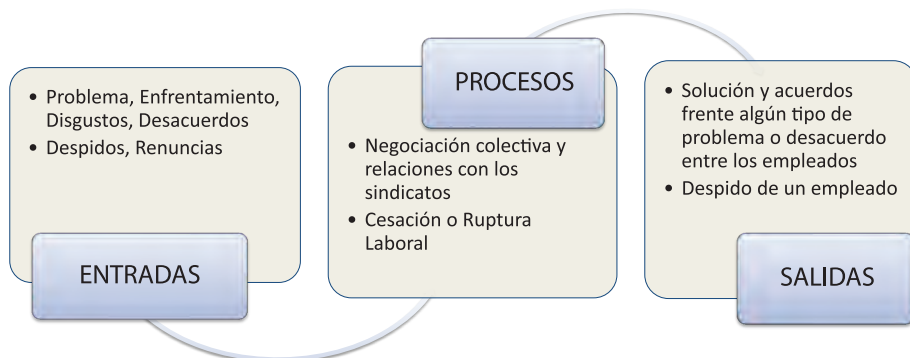 • Problema, Enfrentamiento,
Disgustos, Desacuerdos
• Despidos, Renuncias
ENTRADAS
PROCESOS
• Negociación colectiva y
relaciones con los
sindicatos
• Cesación o Ruptura
Laboral
• Solución y acuerdos
frente algún tipo de
problema o desacuerdo
entre los empleados
• Despido de un empleado
SALIDAS